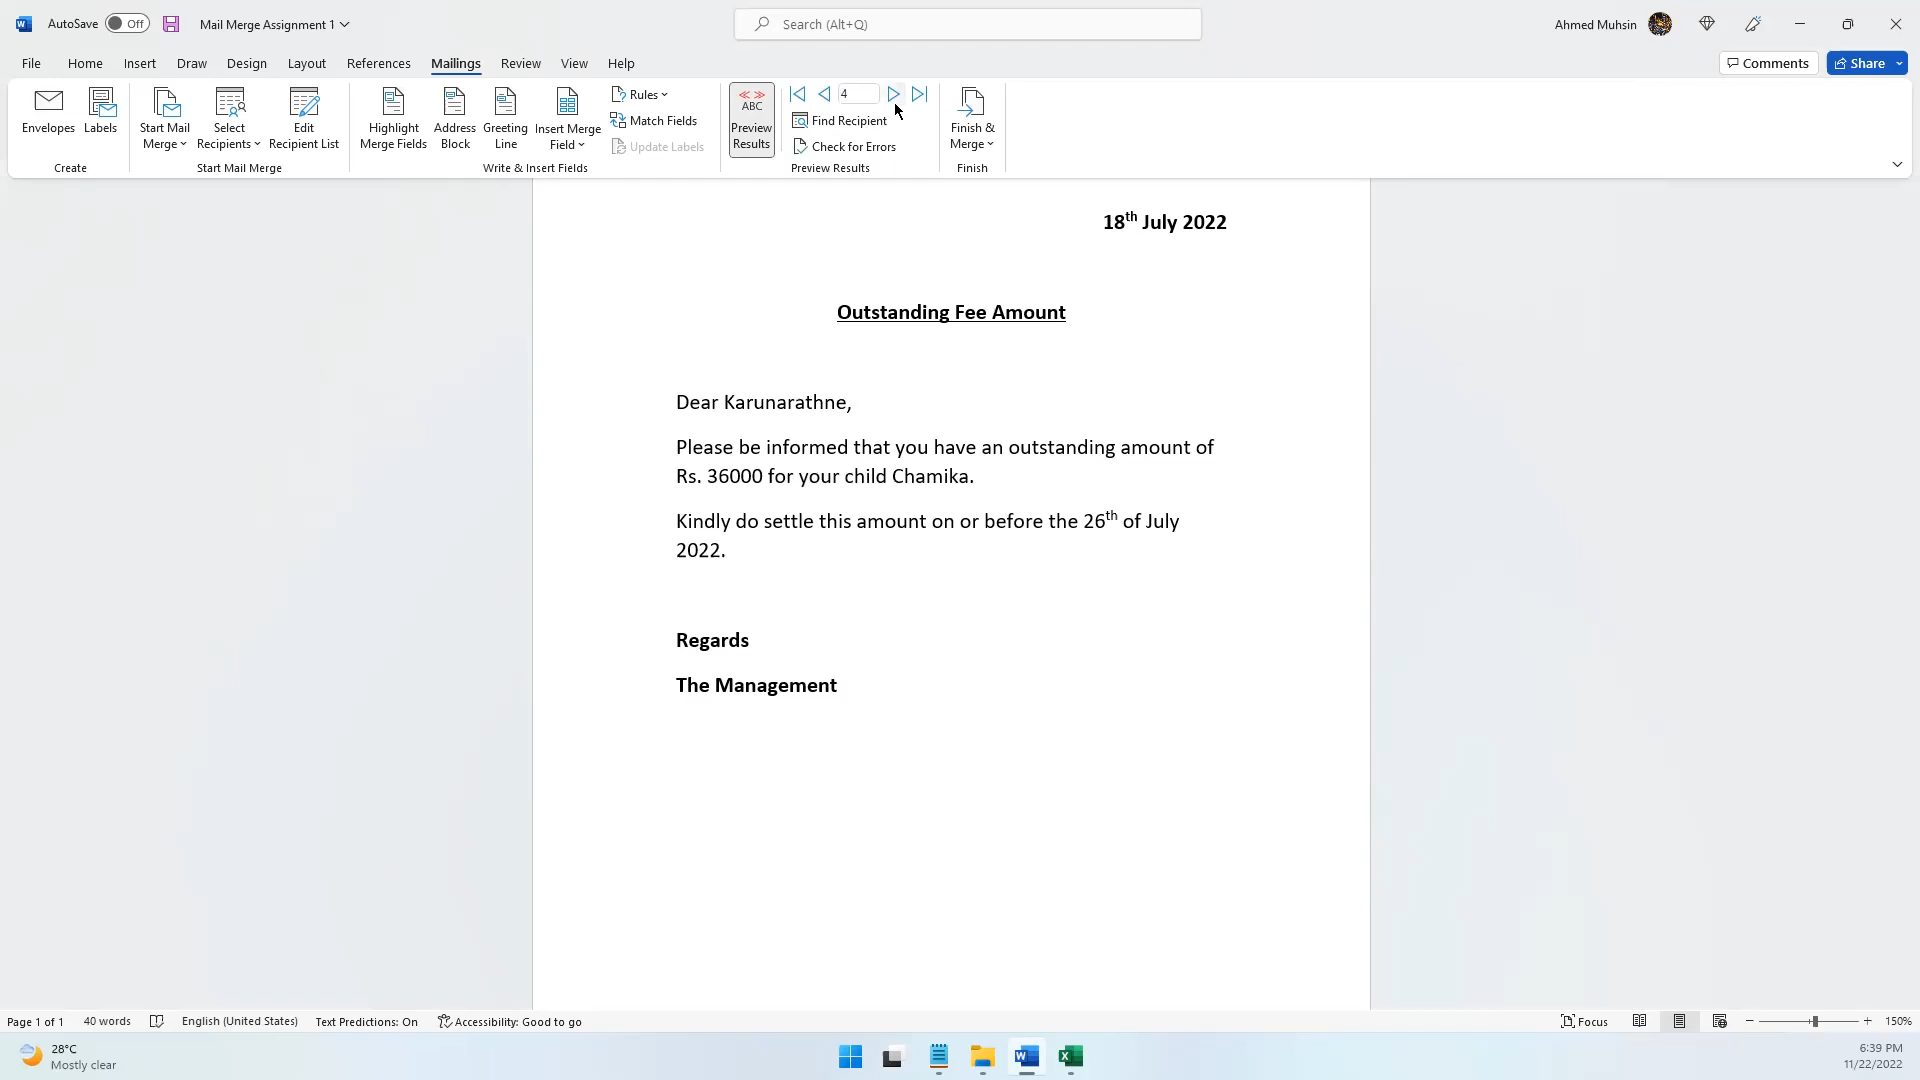 AutoSave Off Mail Merge Assignment 1 Search (Alt+Q) Ahmed Muhsin
File Home Insert Draw Design Layout References Mailings Review View Help Comments Share
Envelopes Labels Start Mail Merge Select Recipients Edit Recipient List Highlight Merge Fields Address Block Greeting Line Insert Merge Field Rules Match Fields Update Labels ABC Preview Results 4 Find Recipient Check for Errors Finish & Merge
Create Start Mail Merge Write & Insert Fields Preview Results Finish
18th July 2022
Outstanding Fee Amount
Dear Karunarathne,
Please be informed that you have an outstanding amount of
Rs. 36000 for your child Chamika.
Kindly do settle this amount on or before the 26th of July
2022.
Regards
The Management
Page 1 of 1 40 words English (United States) Text Predictions: On Accessibility: Good to go Focus 150%
28°C 6:39 PM
Mostly clear 11/22/2022